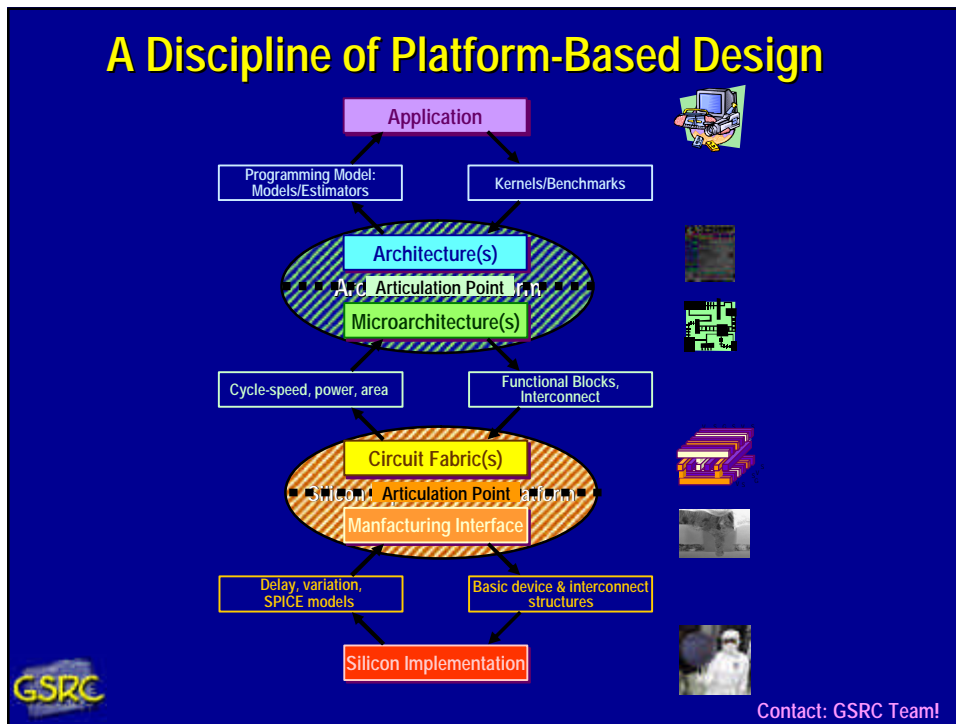 A Discipline of Platform-Based Design
Application
Programming Model:
Models/Estimators
Kernels/Benchmarks
Architecture(s)
Articulation Point
Microarchitecture(s)
Cycle-speed, power, area
Functional Blocks,
Interconnect
Circuit Fabric(s)
Articulation Point
Manfacturing Interface
Delay, variation,
SPICE models
Basic device & interconnect
structures
Silicon Implementation
GSRC
Contact: GSRC Team!